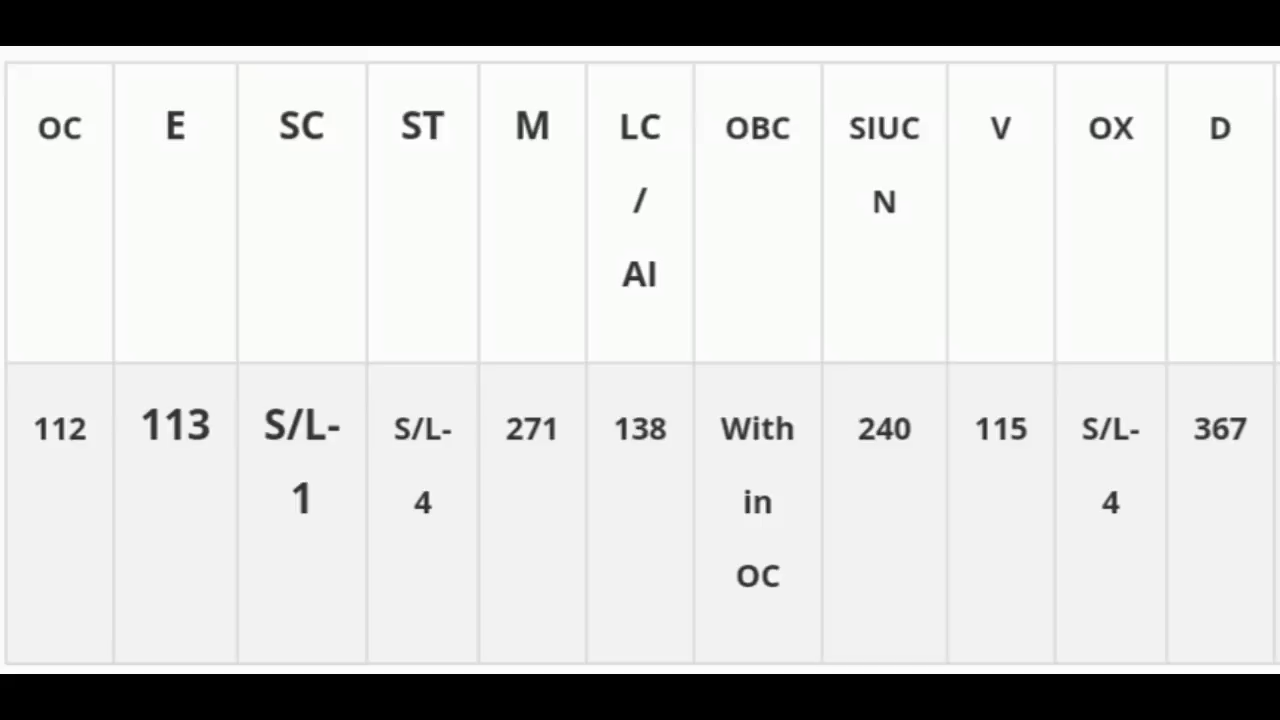 OC E SC ST M LC OBC SIUC V OX D
/ N
AI
112 113 S/L- S/L- 271 138 With 240 115 S/L- 367
1 4 in 4
OC